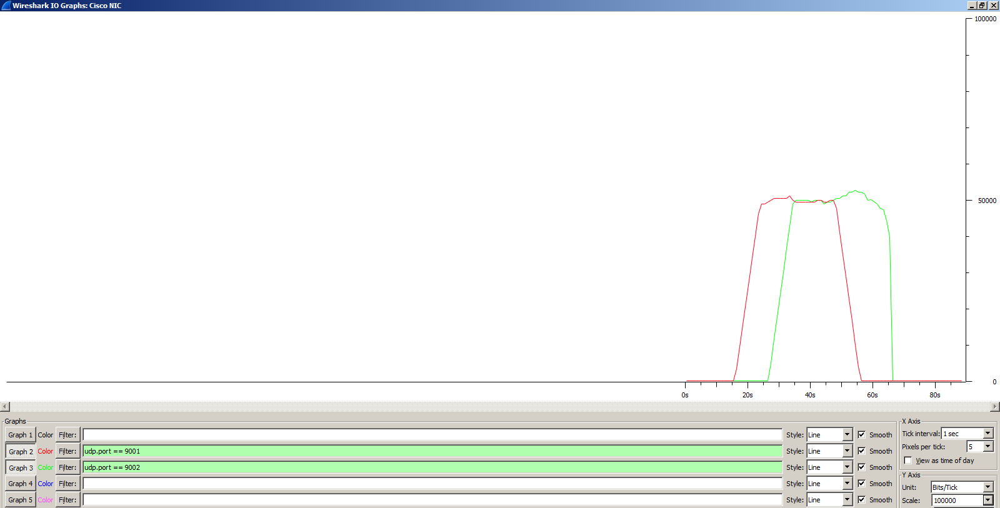 Wireshark IO Graphs: Cisco NIC
100000
50000
0
0s 20s 40s 60s 80s
Graphs
Graph 1 Color Filter: Style: Line Smooth
Graph 2 Color Filter: udp.port == 9001 Style: Line Smooth
Graph 3 Color Filter: udp.port == 9002 Style: Line Smooth
Graph 4 Color Filter: Style: Line Smooth
Graph 5 Color Filter: Style: Line Smooth
X Axis
Tick interval: 1 sec
Pixels per tick: 5
View as time of day
Y Axis
Unit: Bits/Tick
Scale: 100000